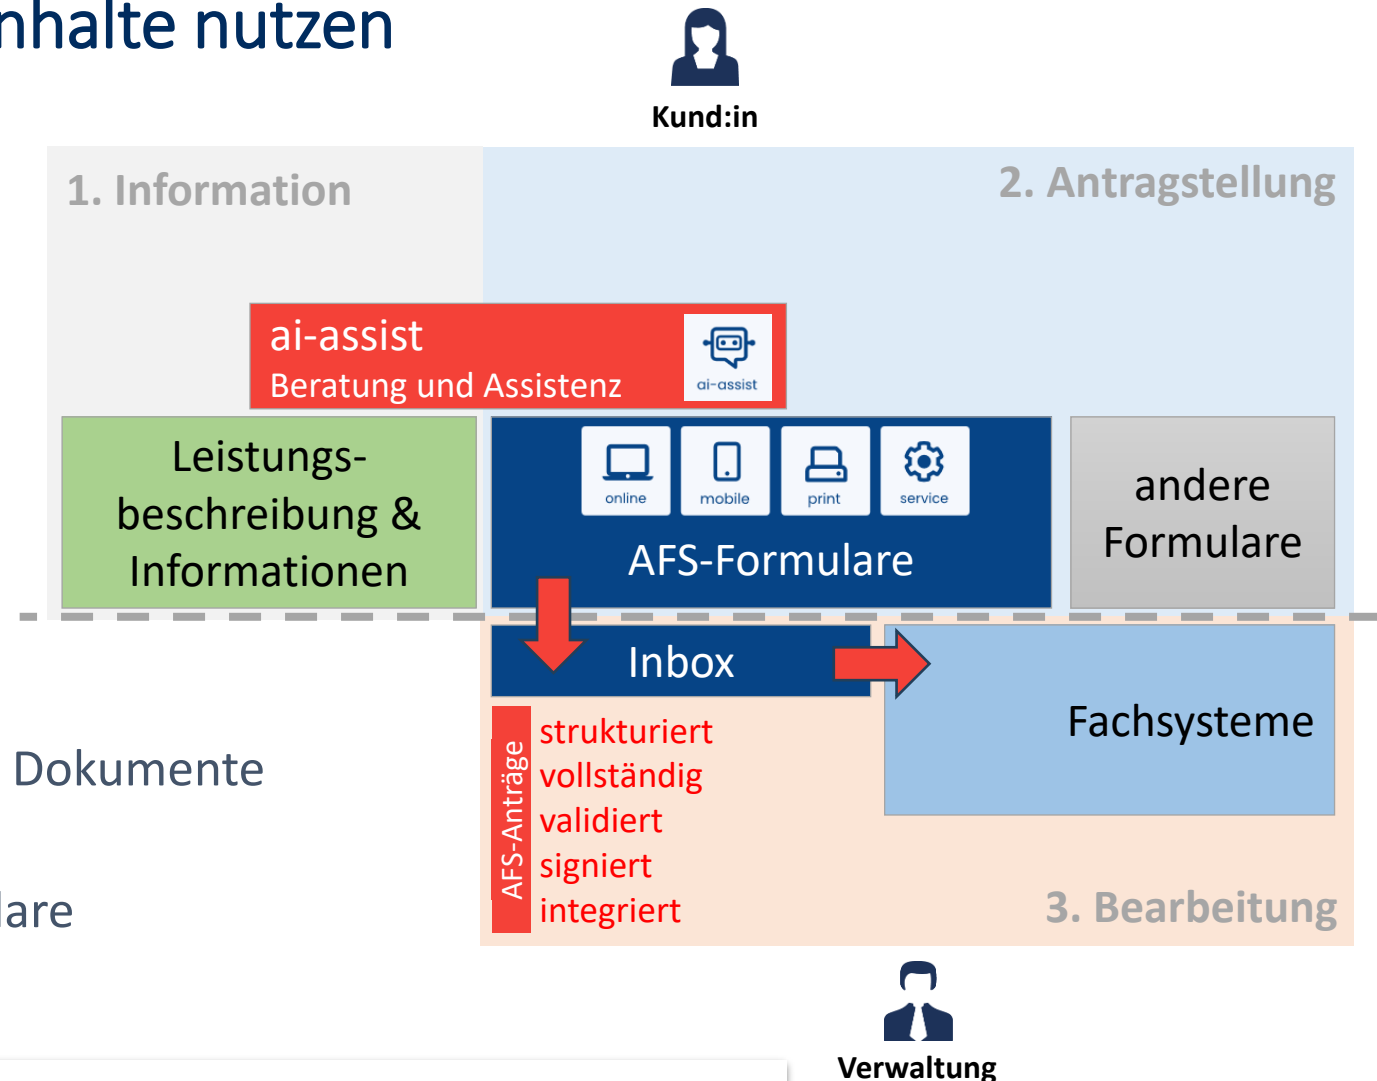 nhalte nutzen
Kund:in
1. Information
2. Antragstellung
ai-assist
Beratung und Assistenz
ai-assist
Leistungs-
beschreibung &
Informationen
online
mobile
print
service
AFS-Formulare
andere
Formulare
Inbox
Fachsysteme
AFS-Anträge
strukturiert
vollständig
validiert
signiert
integriert
Dokumente
lare
3. Bearbeitung
Verwaltung